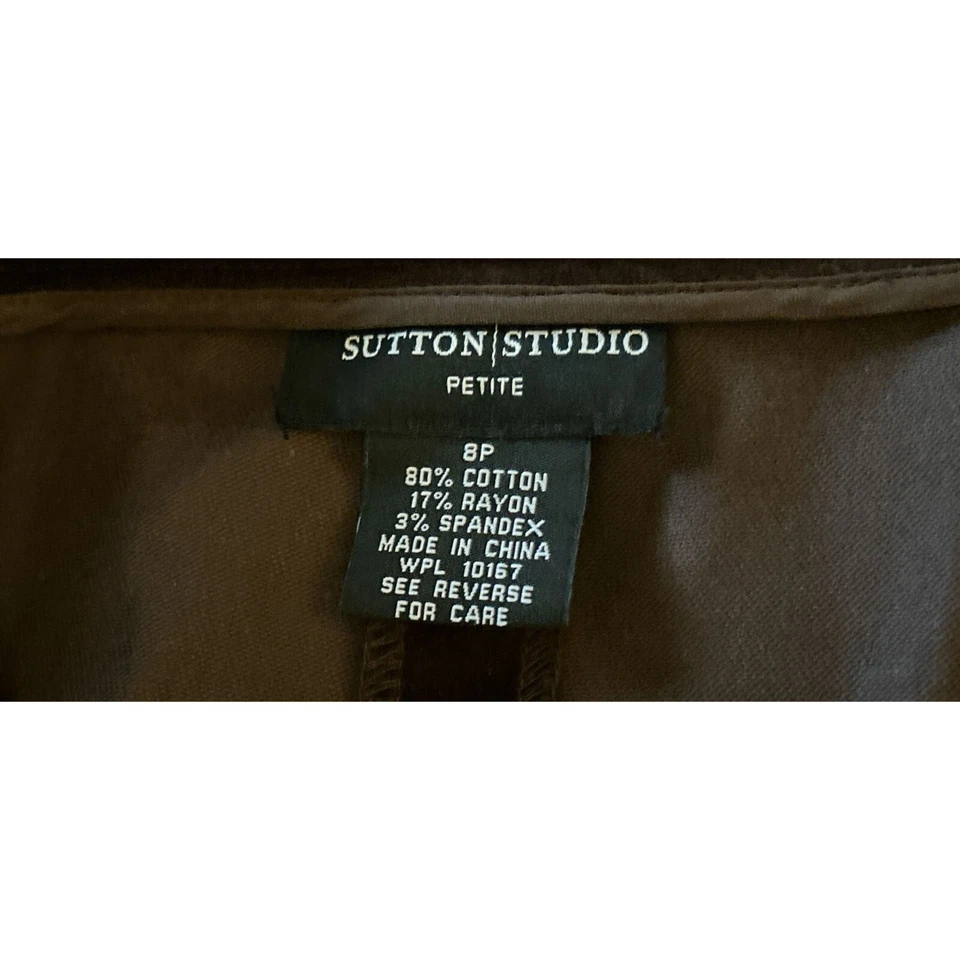 SUTTON|STUDIO
PETITE
8P
80% COTTON
17% RAYON
3% SPANDEX
MADE IN CHINA
WPL 10167
SEE REVERSE
FOR CARE